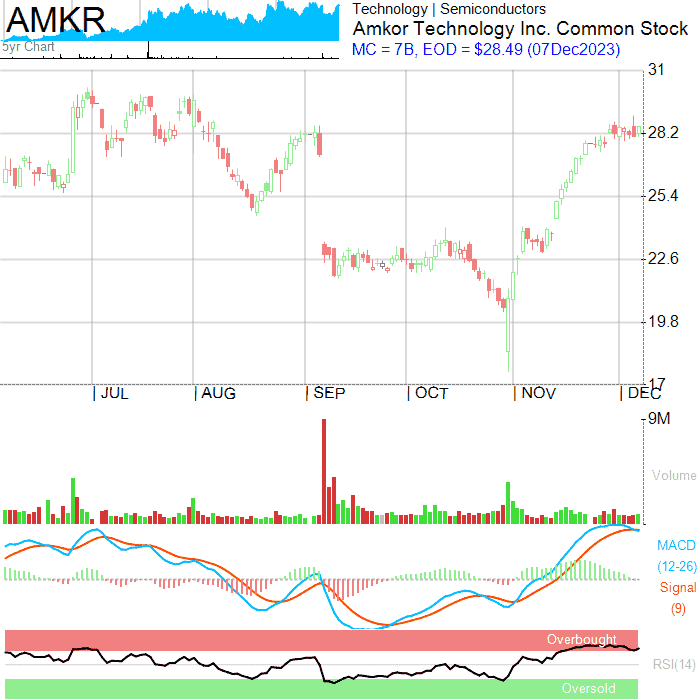 AMKR
5yr Chart
Technology | Semiconductors
Amkor Technology Inc. Common Stock
MC = 7B, EOD = $28.49 (07Dec2023)
31
28.2
25.4
22.6
19.8
17
| JUL | AUG | SEP | OCT | NOV | DEC
9M
Volume
MACD
(12-26)
Signal
(9)
Overbought
RSI(14)
Oversold